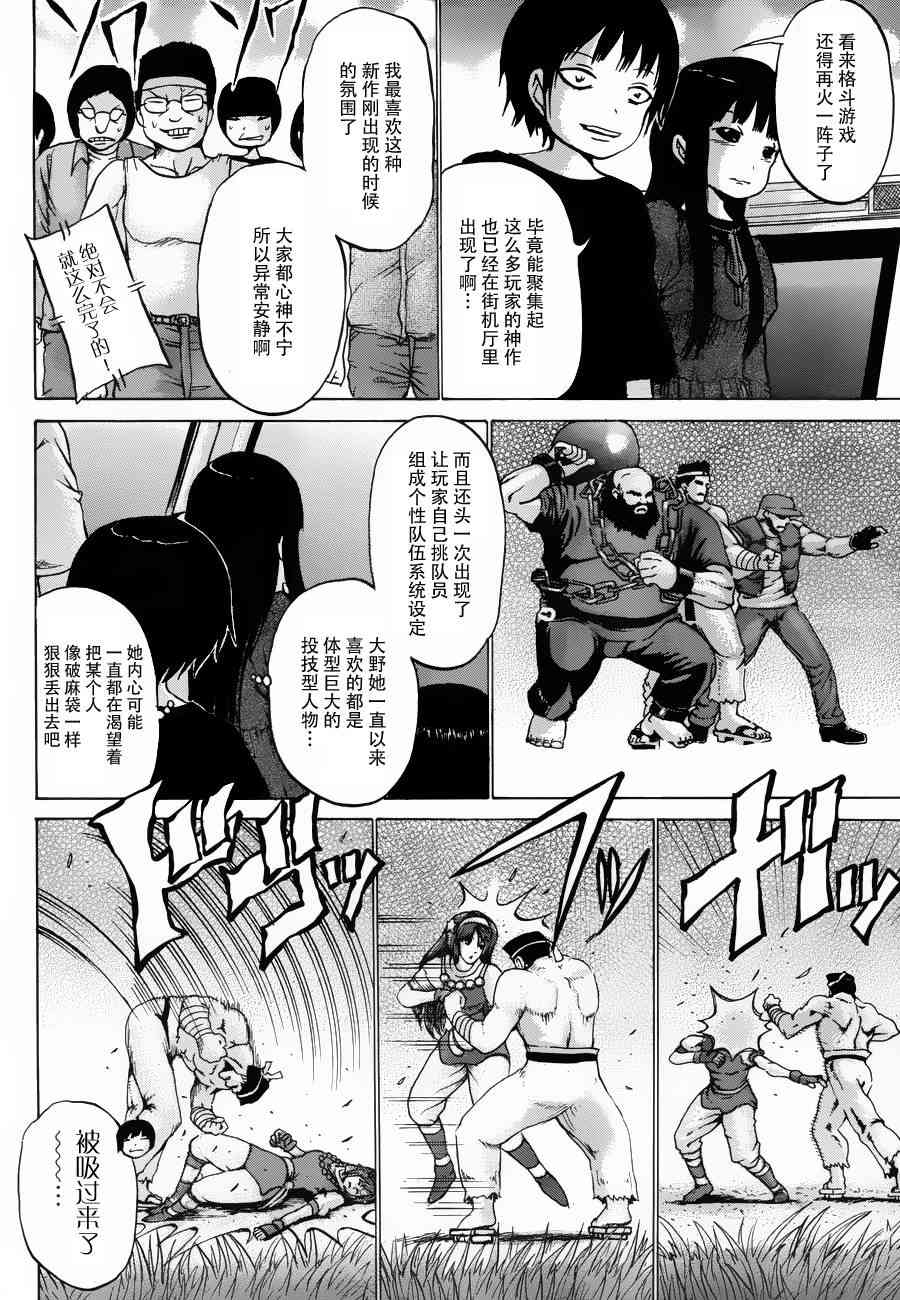 看来格斗游戏
还得再火一阵子了
毕竟能聚集起
这么多玩家的神作
也已经在街机厅里
出现了啊…
我最喜欢这种
新作刚出现的时候
的氛围了
大家都心神不宁
所以异常安静啊
绝对不会
就这么完了的！
而且还头一次出现了
让玩家自己挑队员
组成个性队伍系统设定
大野她一直以来
喜欢的都是
体型巨大的
投技型人物…
她内心可能
一直都在渴望着
把某个人
像破麻袋一样
狠狠丢出去吧
ガッ
フッ
ドゴッ
被吸过来了
～～～…